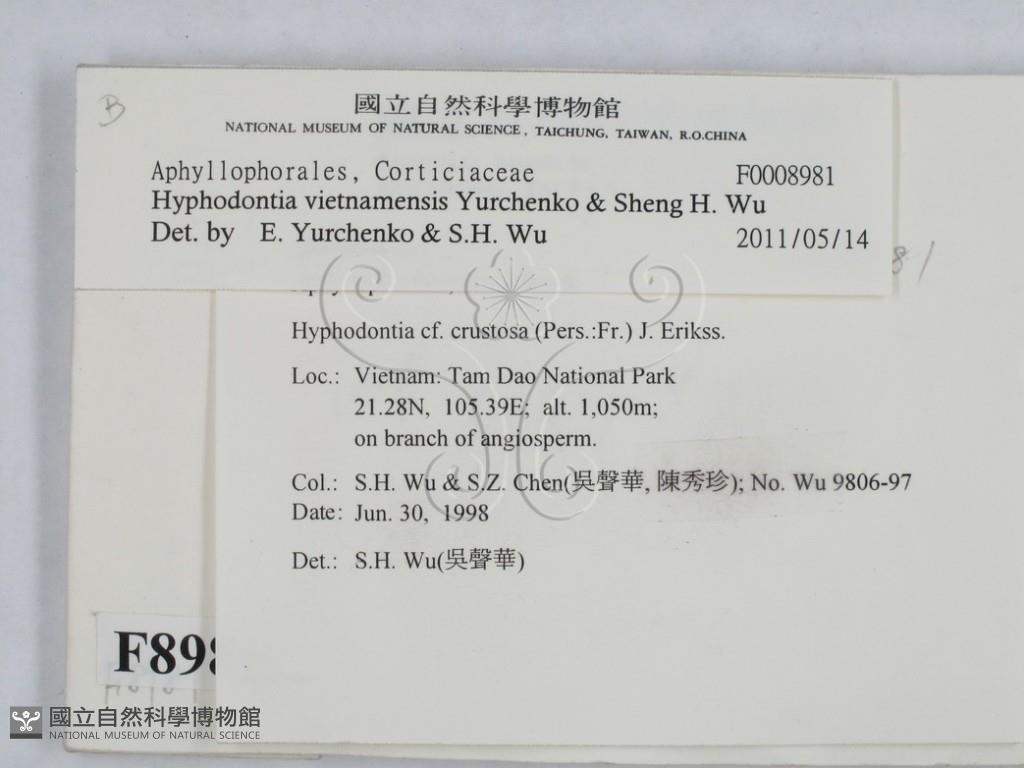 B
國立自然科學博物館
NATIONAL MUSEUM OF NATURAL SCIENCE, TAICHUNG, TAIWAN, R.O.CHINA
Aphyllophorales, Corticiaceae F0008981
Hyphodontia vietnamensis Yurchenko & Sheng H. Wu
Det. by E. Yurchenko & S.H. Wu 2011/05/14
81
Hyphodontia cf. crustosa (Pers.:Fr.) J. Erikss.
Loc.: Vietnam: Tam Dao National Park
21.28N, 105.39E; alt. 1,050m;
on branch of angiosperm.
Col.: S.H. Wu & S.Z. Chen(吳聲華, 陳秀珍); No. Wu 9806-97
Date: Jun. 30, 1998
Det.: S.H. Wu(吳聲華)
F898
國立自然科學博物館
NATIONAL MUSEUM OF NATURAL SCIENCE